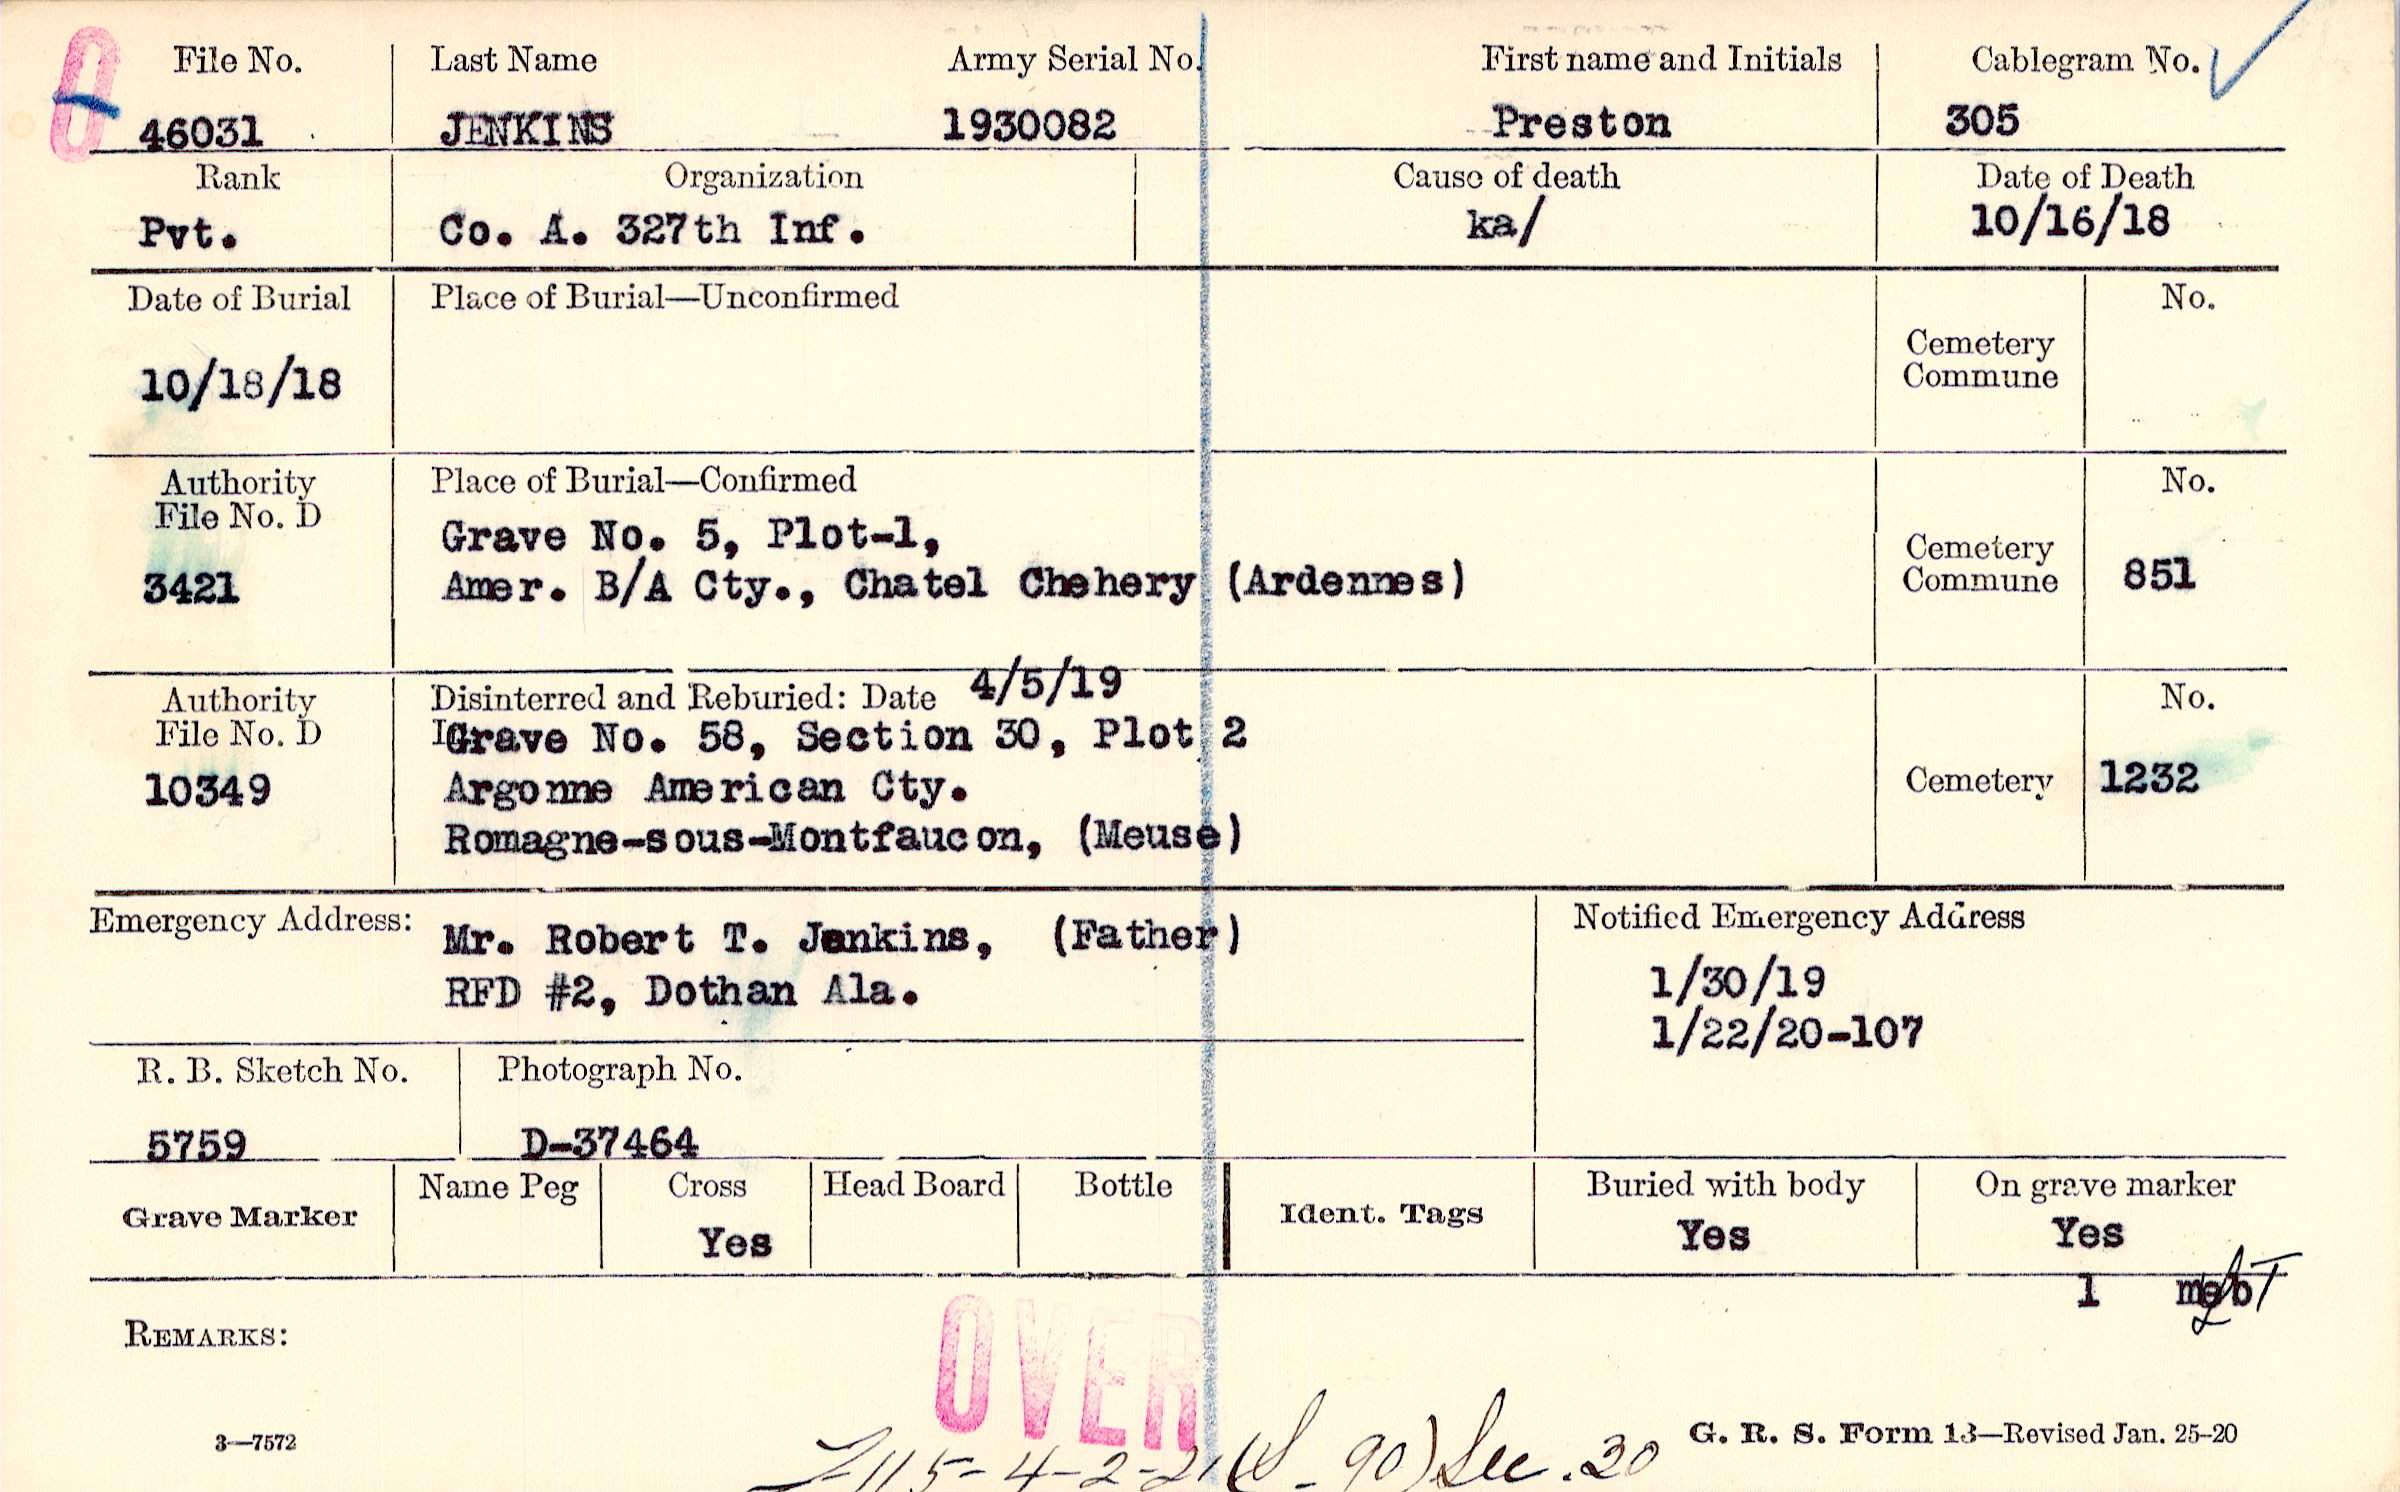 O
File No. Last Name Army Serial No. First name and Initials Cablegram No.
46031 JENKINS 1930082 Preston 305
Rank Organization Cause of death Date of Death
Pvt. Co. A. 327th Inf. ka/ 10/16/18
Date of Burial Place of Burial—Unconfirmed No.
Cemetery
Commune
10/18/18
Authority Place of Burial—Confirmed No.
File No. D
Grave No. 5, Plot-1,
Cemetery
3421 Amer. B/A Cty., Chatel Chehery (Ardennes) Commune 851
Authority Disinterred and Reburied: Date 4/5/19 No.
File No. D Grave No. 58, Section 30, Plot 2
10349 Argonne American Cty. Cemetery 1232
Romagne-sous-Montfaucon, (Meuse)
Emergency Address: Mr. Robert T. Jenkins, (Father) Notified Emergency Address
RFD #2, Dothan Ala. 1/30/19
1/22/20-107
R. B. Sketch No. Photograph No.
5759 D-37464
Grave Marker Name Peg Cross Head Board Bottle Ident. Tags Buried with body On grave marker
Yes Yes Yes
1
REMARKS:
OVER
3—7572 G. R. S. Form 13—Revised Jan. 25-20
Sec. 30